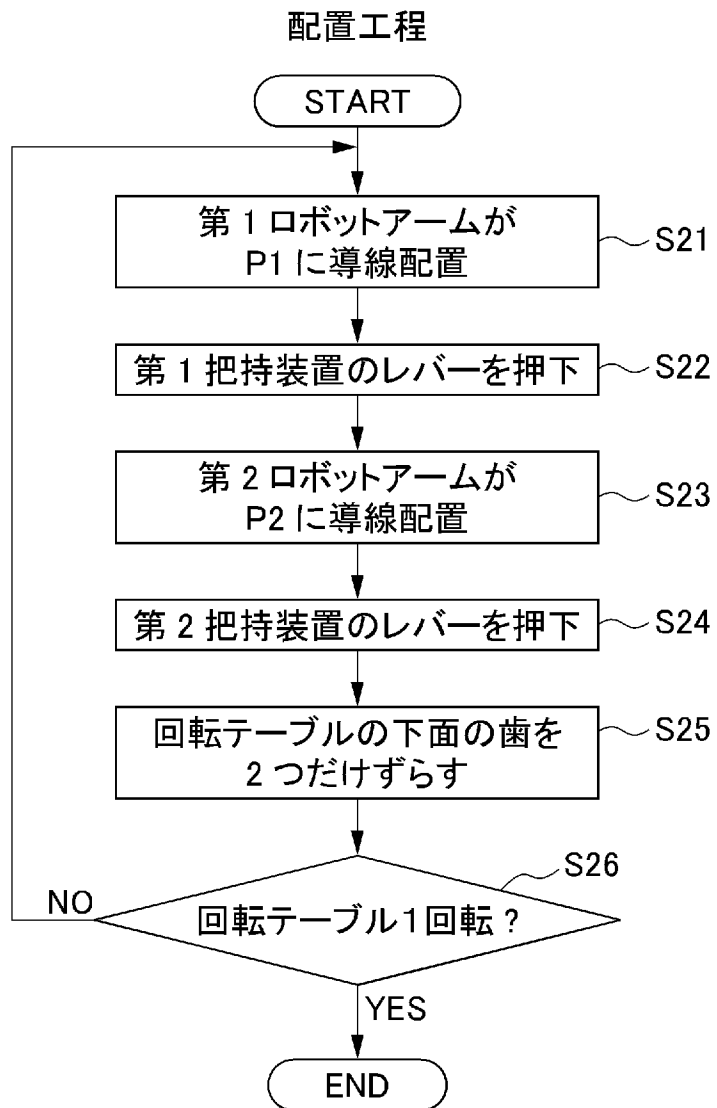 配置工程
START
第1ロボットアームが
P1に導線配置
S21
第1把持装置のレバーを押下
S22
第2ロボットアームが
P2に導線配置
S23
第2把持装置のレバーを押下
S24
回転テーブルの下面の歯を
2つだけずらす
S25
S26
NO
回転テーブル1回転?
YES
END